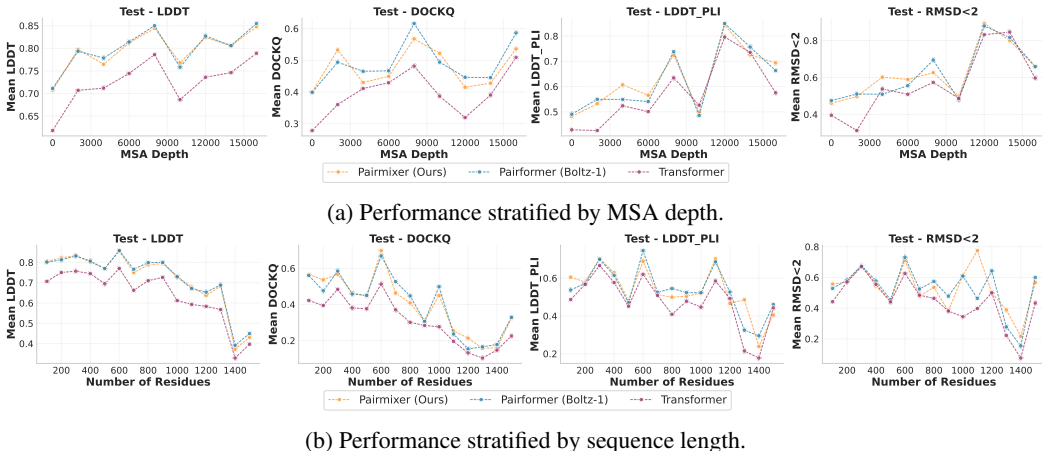 Test - LDDT
Test - DOCKQ
Test - LDDT_PLI
Test - RMSD<2
Mean LDDT
0.85
0.80
0.75
0.70
0.65
Mean DOCKQ
0.6
0.5
0.4
0.3
Mean LDDT_PLI
0.8
0.7
0.6
0.5
Mean RMSD<2
0.8
0.6
0.4
0 3000 6000 9000 12000 15000
0 3000 6000 9000 12000 15000
0 3000 6000 9000 12000 15000
0 3000 6000 9000 12000 15000
MSA Depth
MSA Depth
MSA Depth
MSA Depth
Pairmixer (Ours) Pairformer (Boltz-1) Transformer
(a) Performance stratified by MSA depth.
Test - LDDT
Test - DOCKQ
Test - LDDT_PLI
Test - RMSD<2
Mean LDDT
0.8
0.7
0.6
0.5
0.4
Mean DOCKQ
0.6
0.4
0.2
Mean LDDT_PLI
0.6
0.4
0.2
Mean RMSD<2
0.8
0.6
0.4
0.2
200 400 600 800 1000 1200 1400
200 400 600 800 1000 1200 1400
200 400 600 800 1000 1200 1400
200 400 600 800 1000 1200 1400
Number of Residues
Number of Residues
Number of Residues
Number of Residues
Pairmixer (Ours) Pairformer (Boltz-1) Transformer
(b) Performance stratified by sequence length.